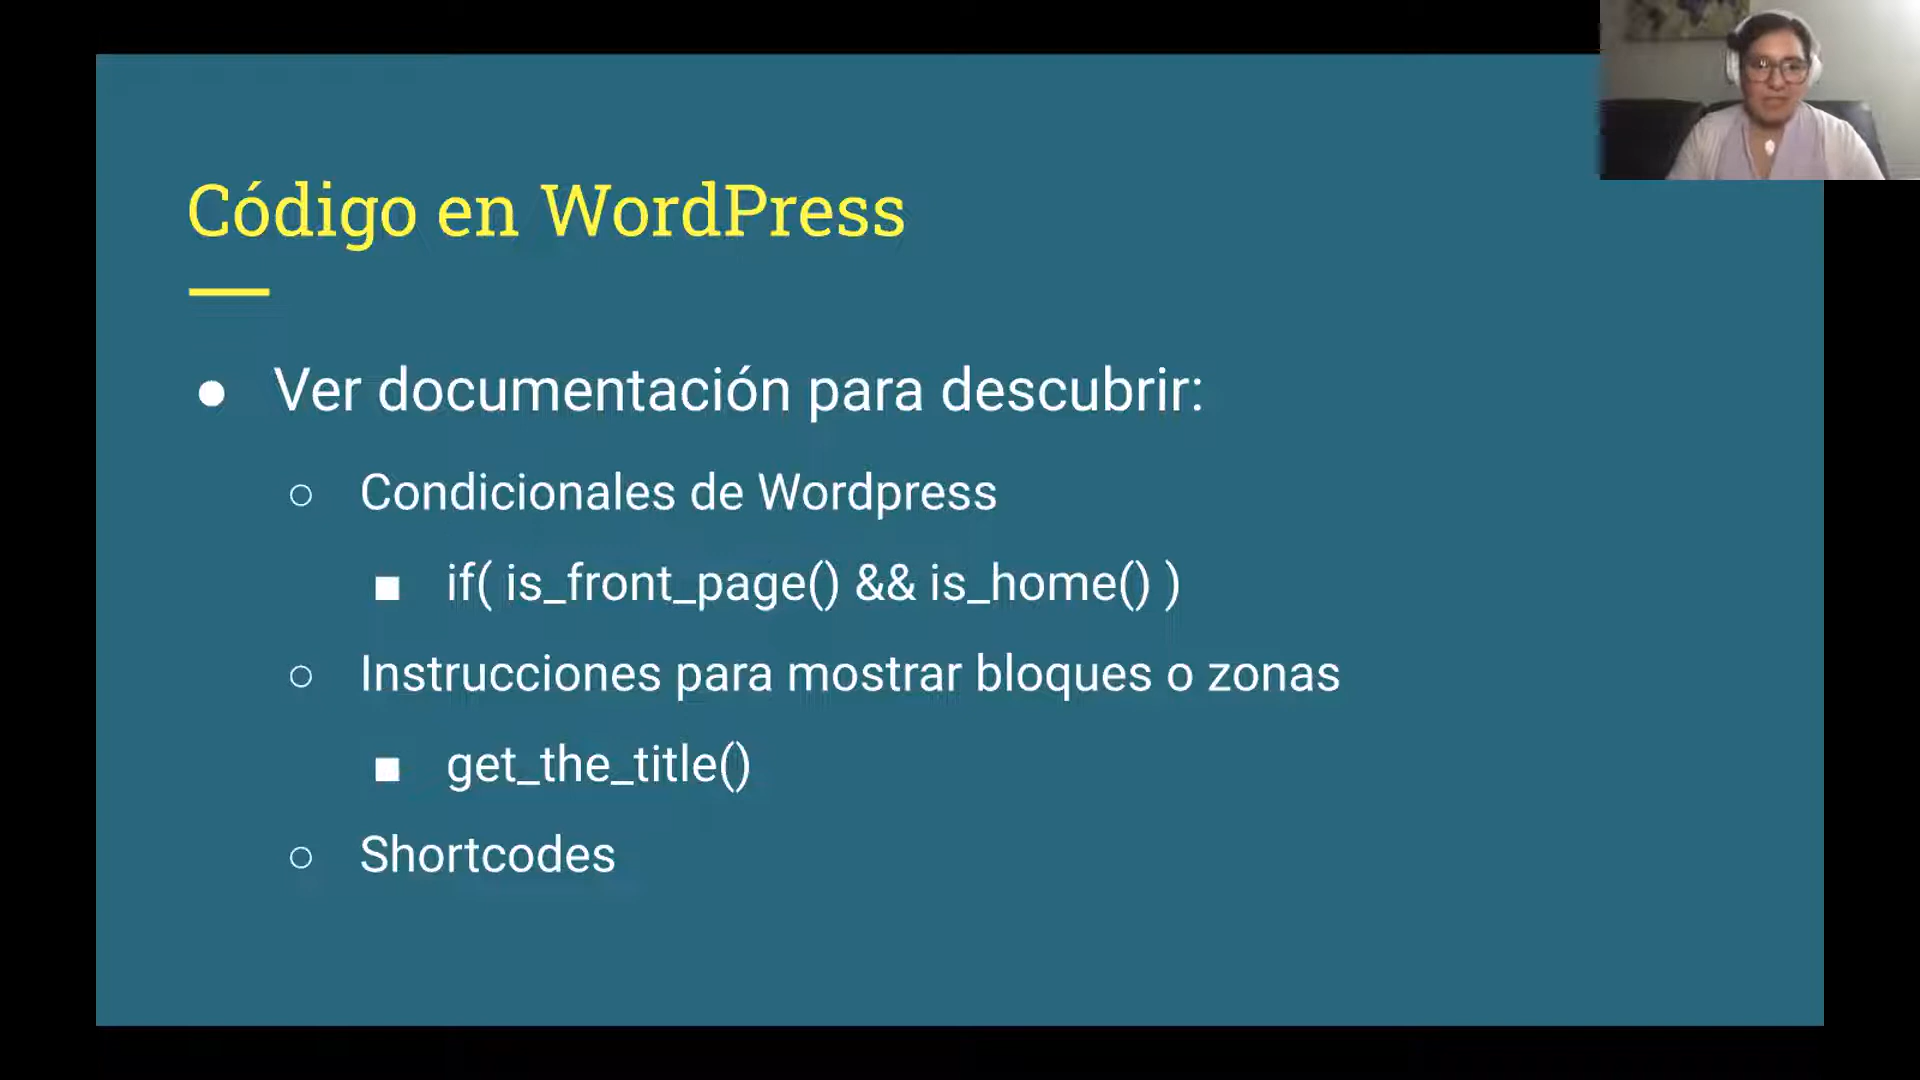 Código en WordPress
● Ver documentación para descubrir:
○ Condicionales de Wordpress
■ if( is_front_page() && is_home() )
○ Instrucciones para mostrar bloques o zonas
■ get_the_title()
○ Shortcodes